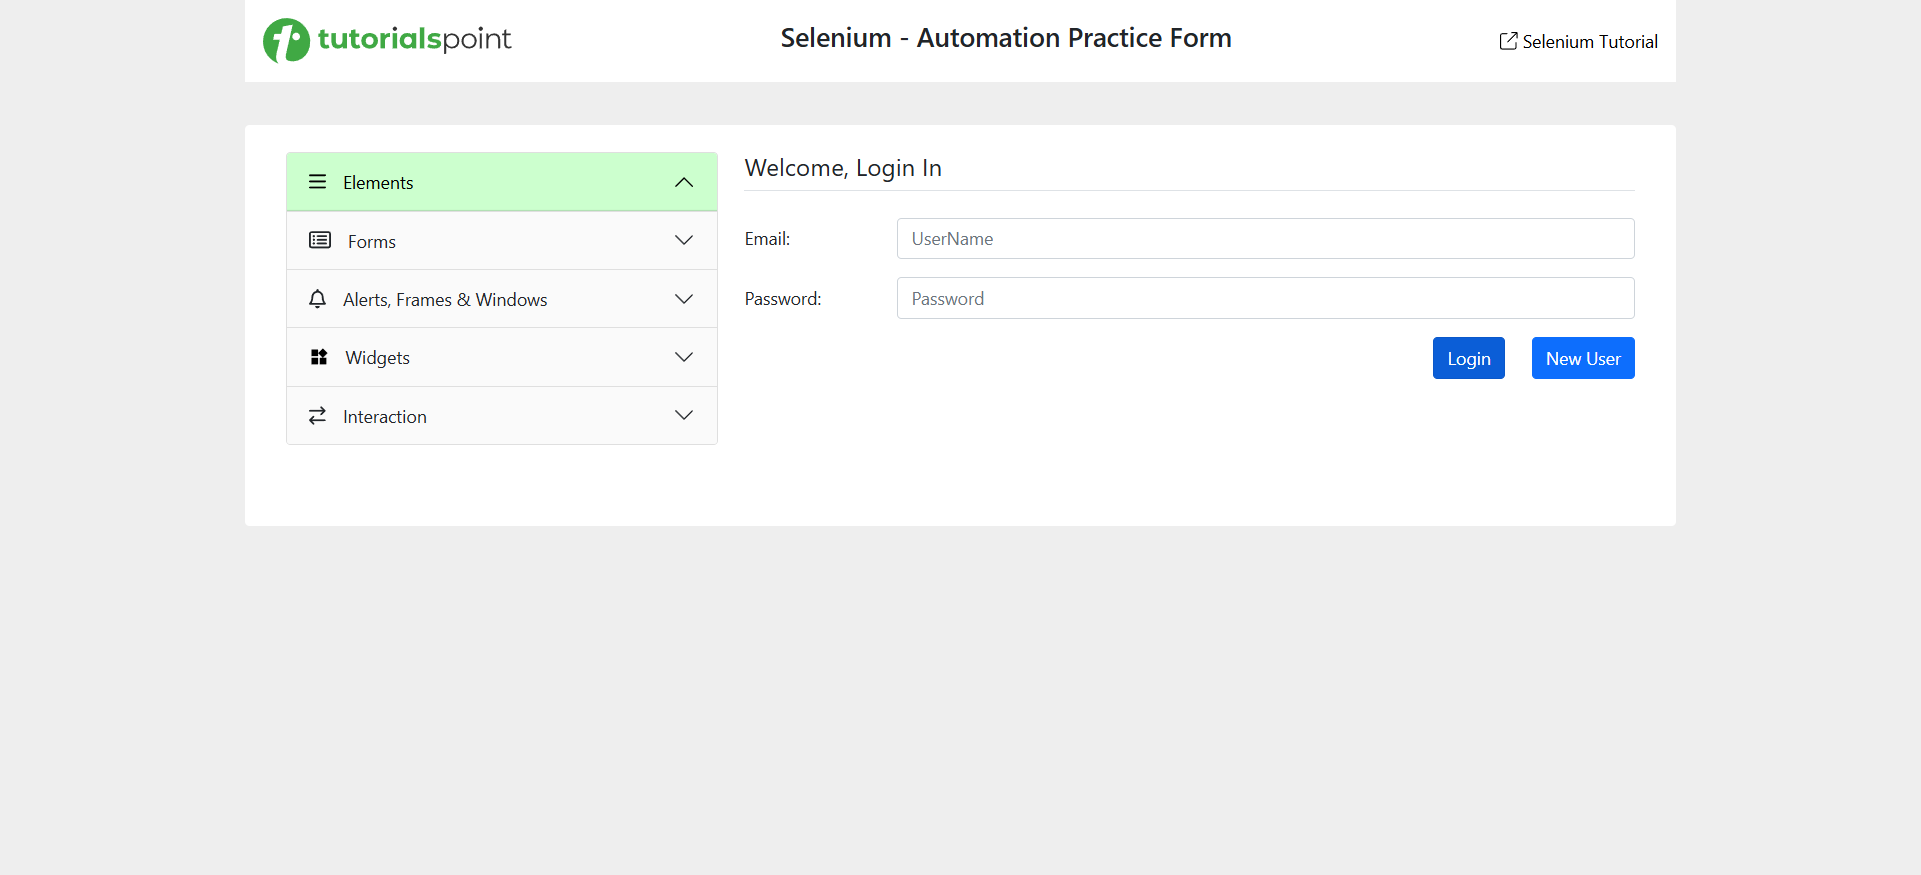 tutorialspoint
Selenium - Automation Practice Form
Selenium Tutorial
Elements
Forms
Alerts, Frames & Windows
Widgets
Interaction
Welcome, Login In
Email:
UserName
Password:
Password
Login
New User